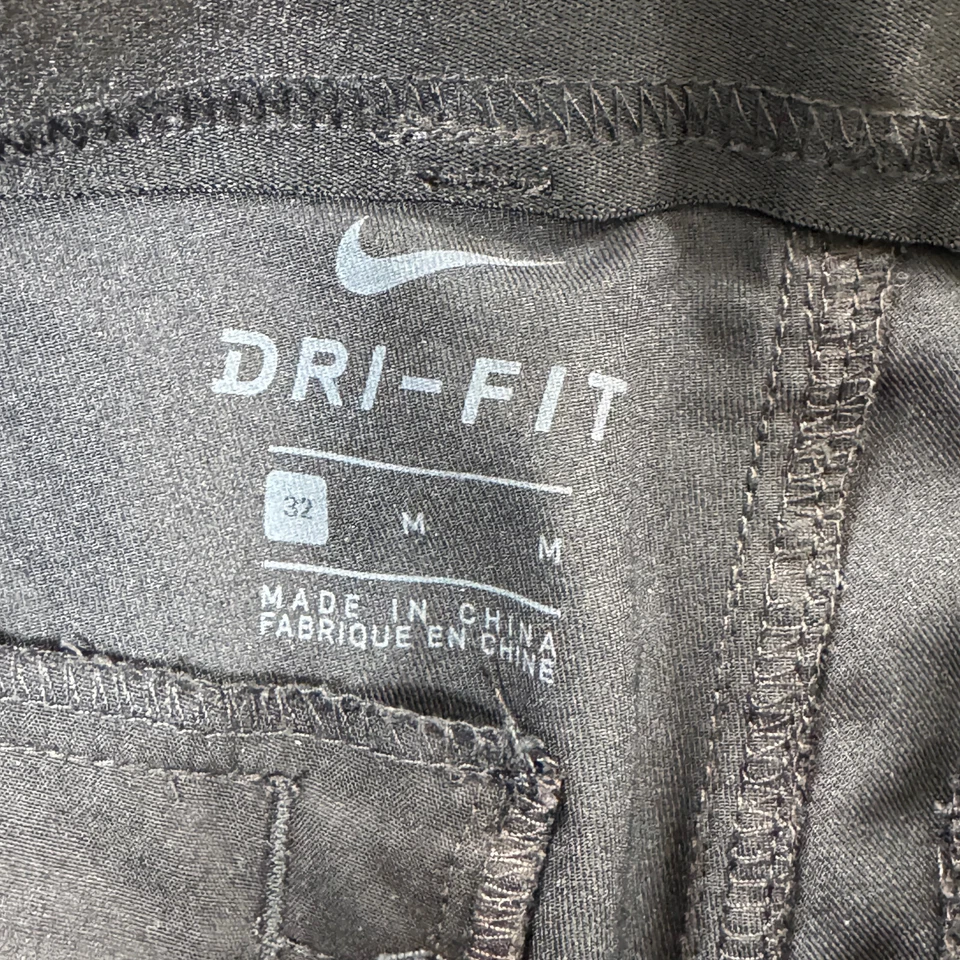 DRI-FIT
32 M M
MADE IN CHINA
FABRIQUE EN CHINE